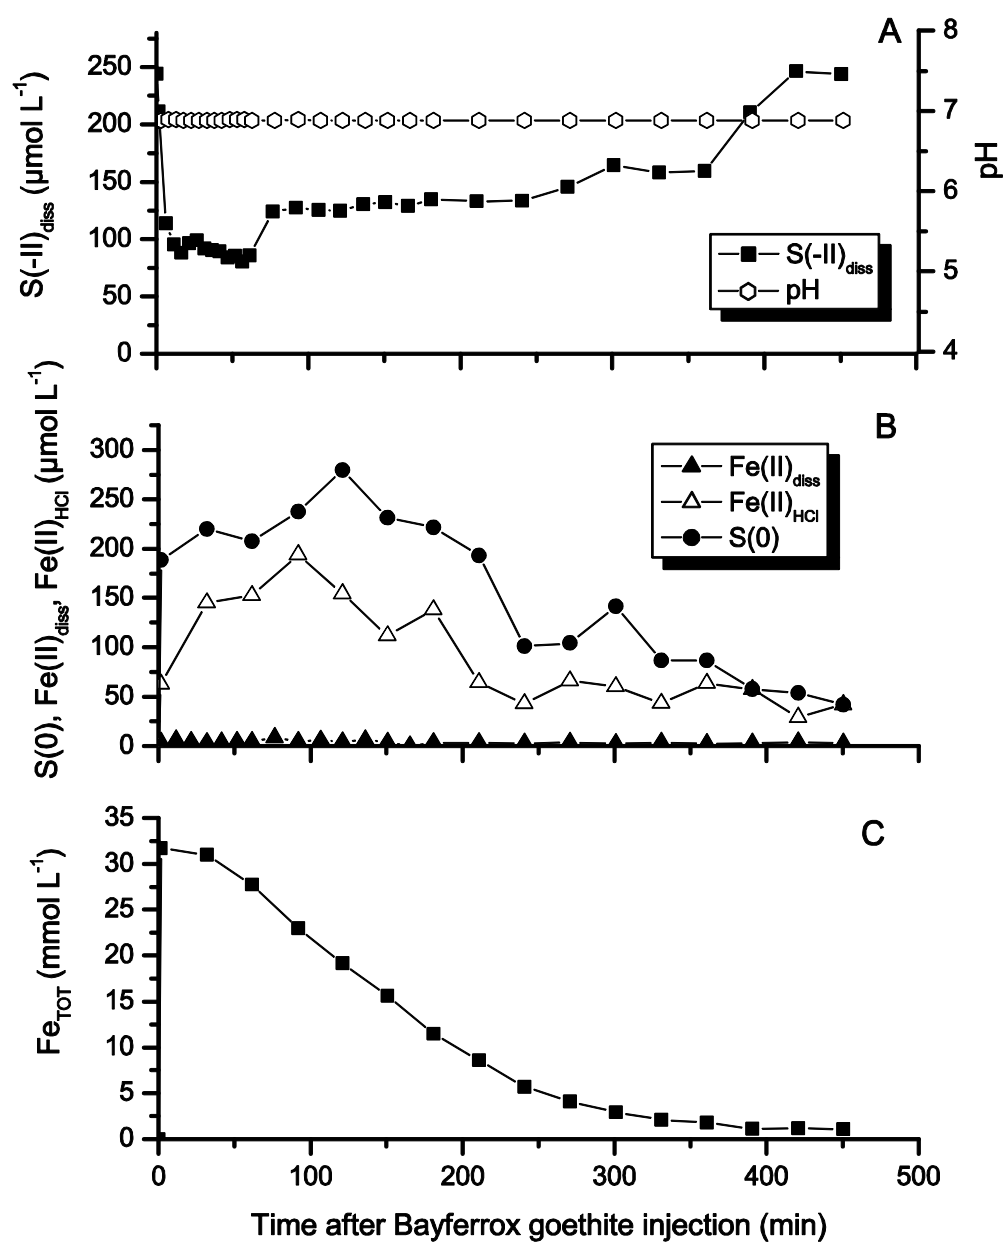 A
S(-II)diss (μmol L-1)
250
200
150
100
50
0
8
7
6
5
4
pH
S(-II)diss
pH
B
S(0), Fe(II)diss, Fe(II)HCl (μmol L-1)
300
250
200
150
100
50
0
Fe(II)diss
Fe(II)HCl
S(0)
C
FeTOT (mmol L-1)
35
30
25
20
15
10
5
0
0 100 200 300 400 500
Time after Bayferrox goethite injection (min)